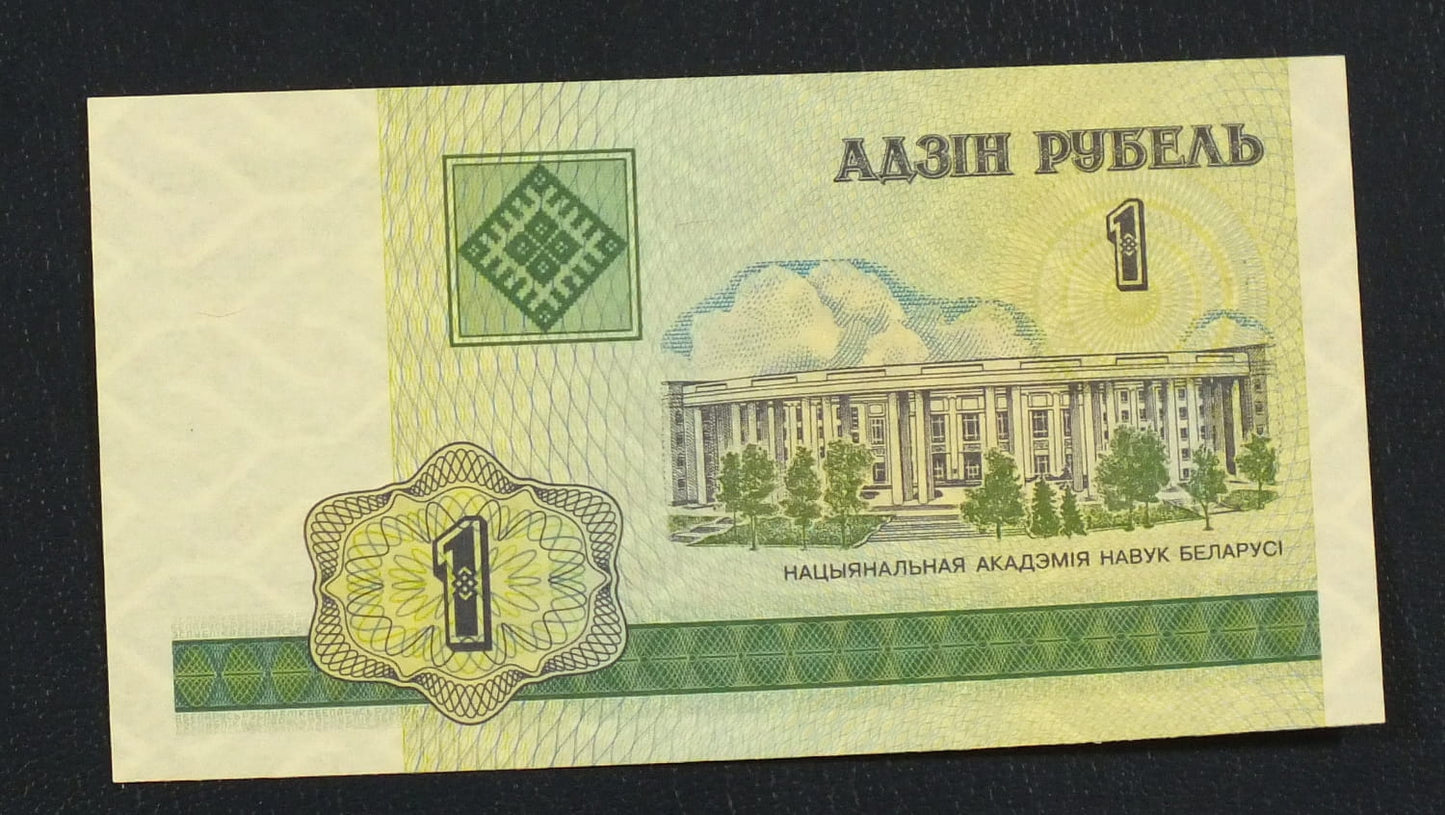 АДЗІН РУБЕЛЬ
1
НАЦЫЯНАЛЬНАЯ АКАДЭМІЯ НАВУК БЕЛАРУСІ
1